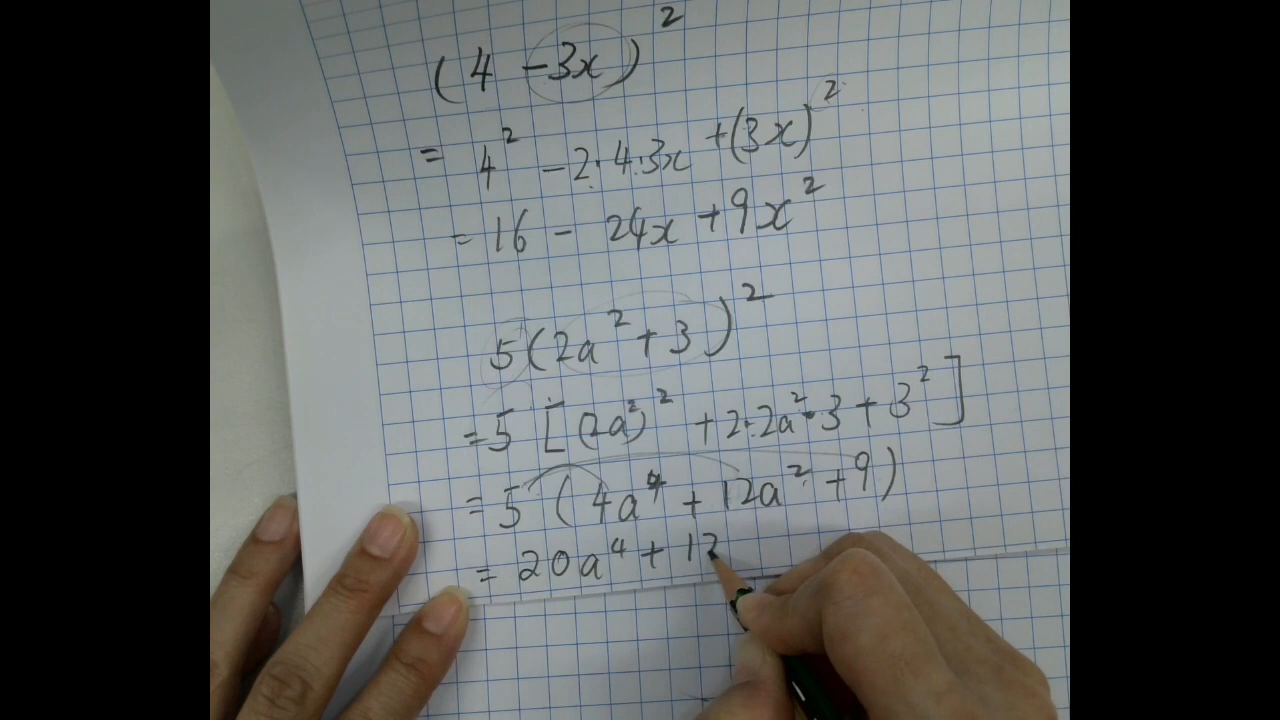 (4 -3x)²
= 4² -2·4·3x +(3x)²
= 16 - 24x +9x²
5(2a²+3)²
=5 [(2a²)² +2·2a²·3+3²]
=5 (4a⁴ +12a²+9)
= 20a⁴+12